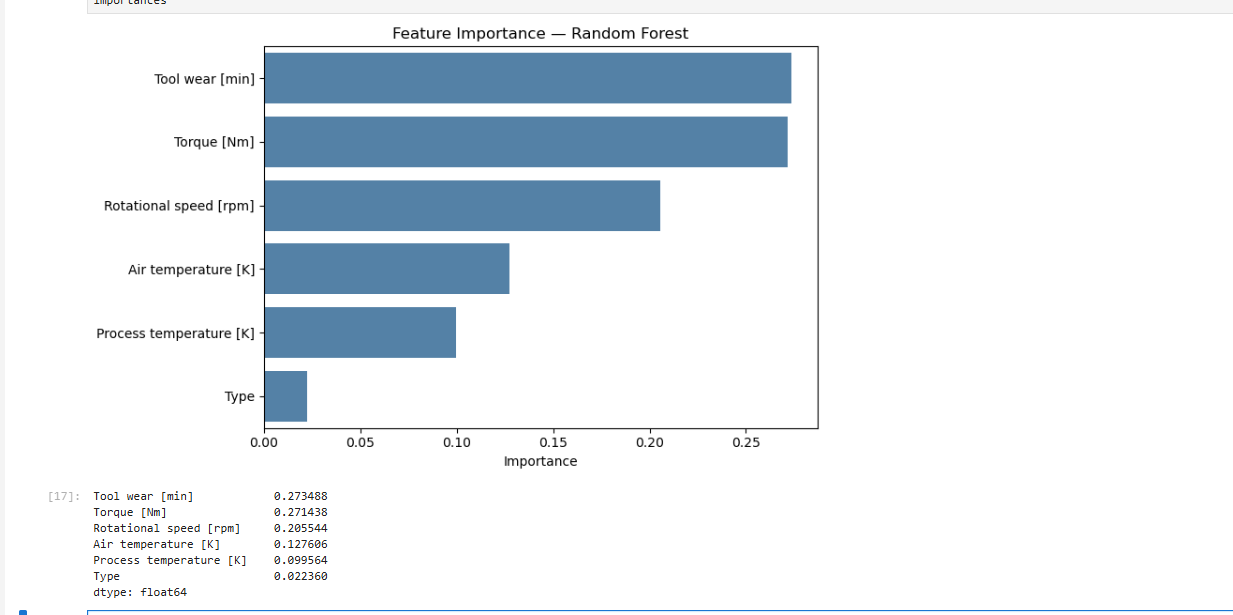 importances
Feature Importance — Random Forest
Tool wear [min]
Torque [Nm]
Rotational speed [rpm]
Air temperature [K]
Process temperature [K]
Type
0.00 0.05 0.10 0.15 0.20 0.25
Importance
[17]: Tool wear [min] 0.273488
Torque [Nm] 0.271438
Rotational speed [rpm] 0.205544
Air temperature [K] 0.127606
Process temperature [K] 0.099564
Type 0.022360
dtype: float64